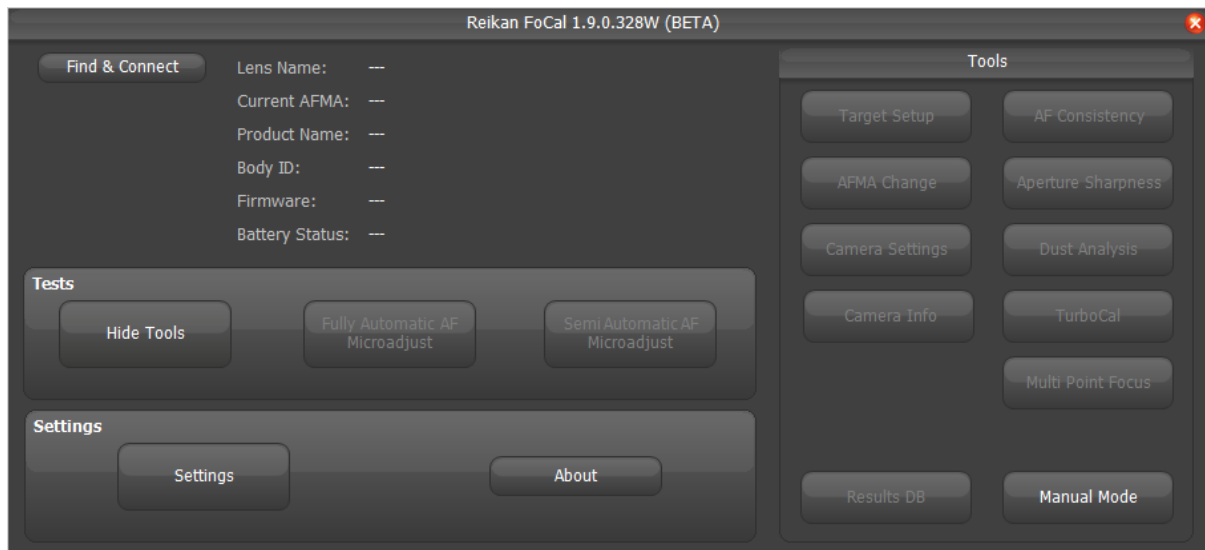 Reikan FoCal 1.9.0.328W (BETA)
Find & Connect
Lens Name: ---
Current AFMA: ---
Product Name: ---
Body ID: ---
Firmware: ---
Battery Status: ---
Tests
Hide Tools
Fully Automatic AF
Microadjust
Semi Automatic AF
Microadjust
Settings
Settings
About
Tools
Target Setup
AF Consistency
AFMA Change
Aperture Sharpness
Camera Settings
Dust Analysis
Camera Info
TurboCal
Multi Point Focus
Results DB
Manual Mode